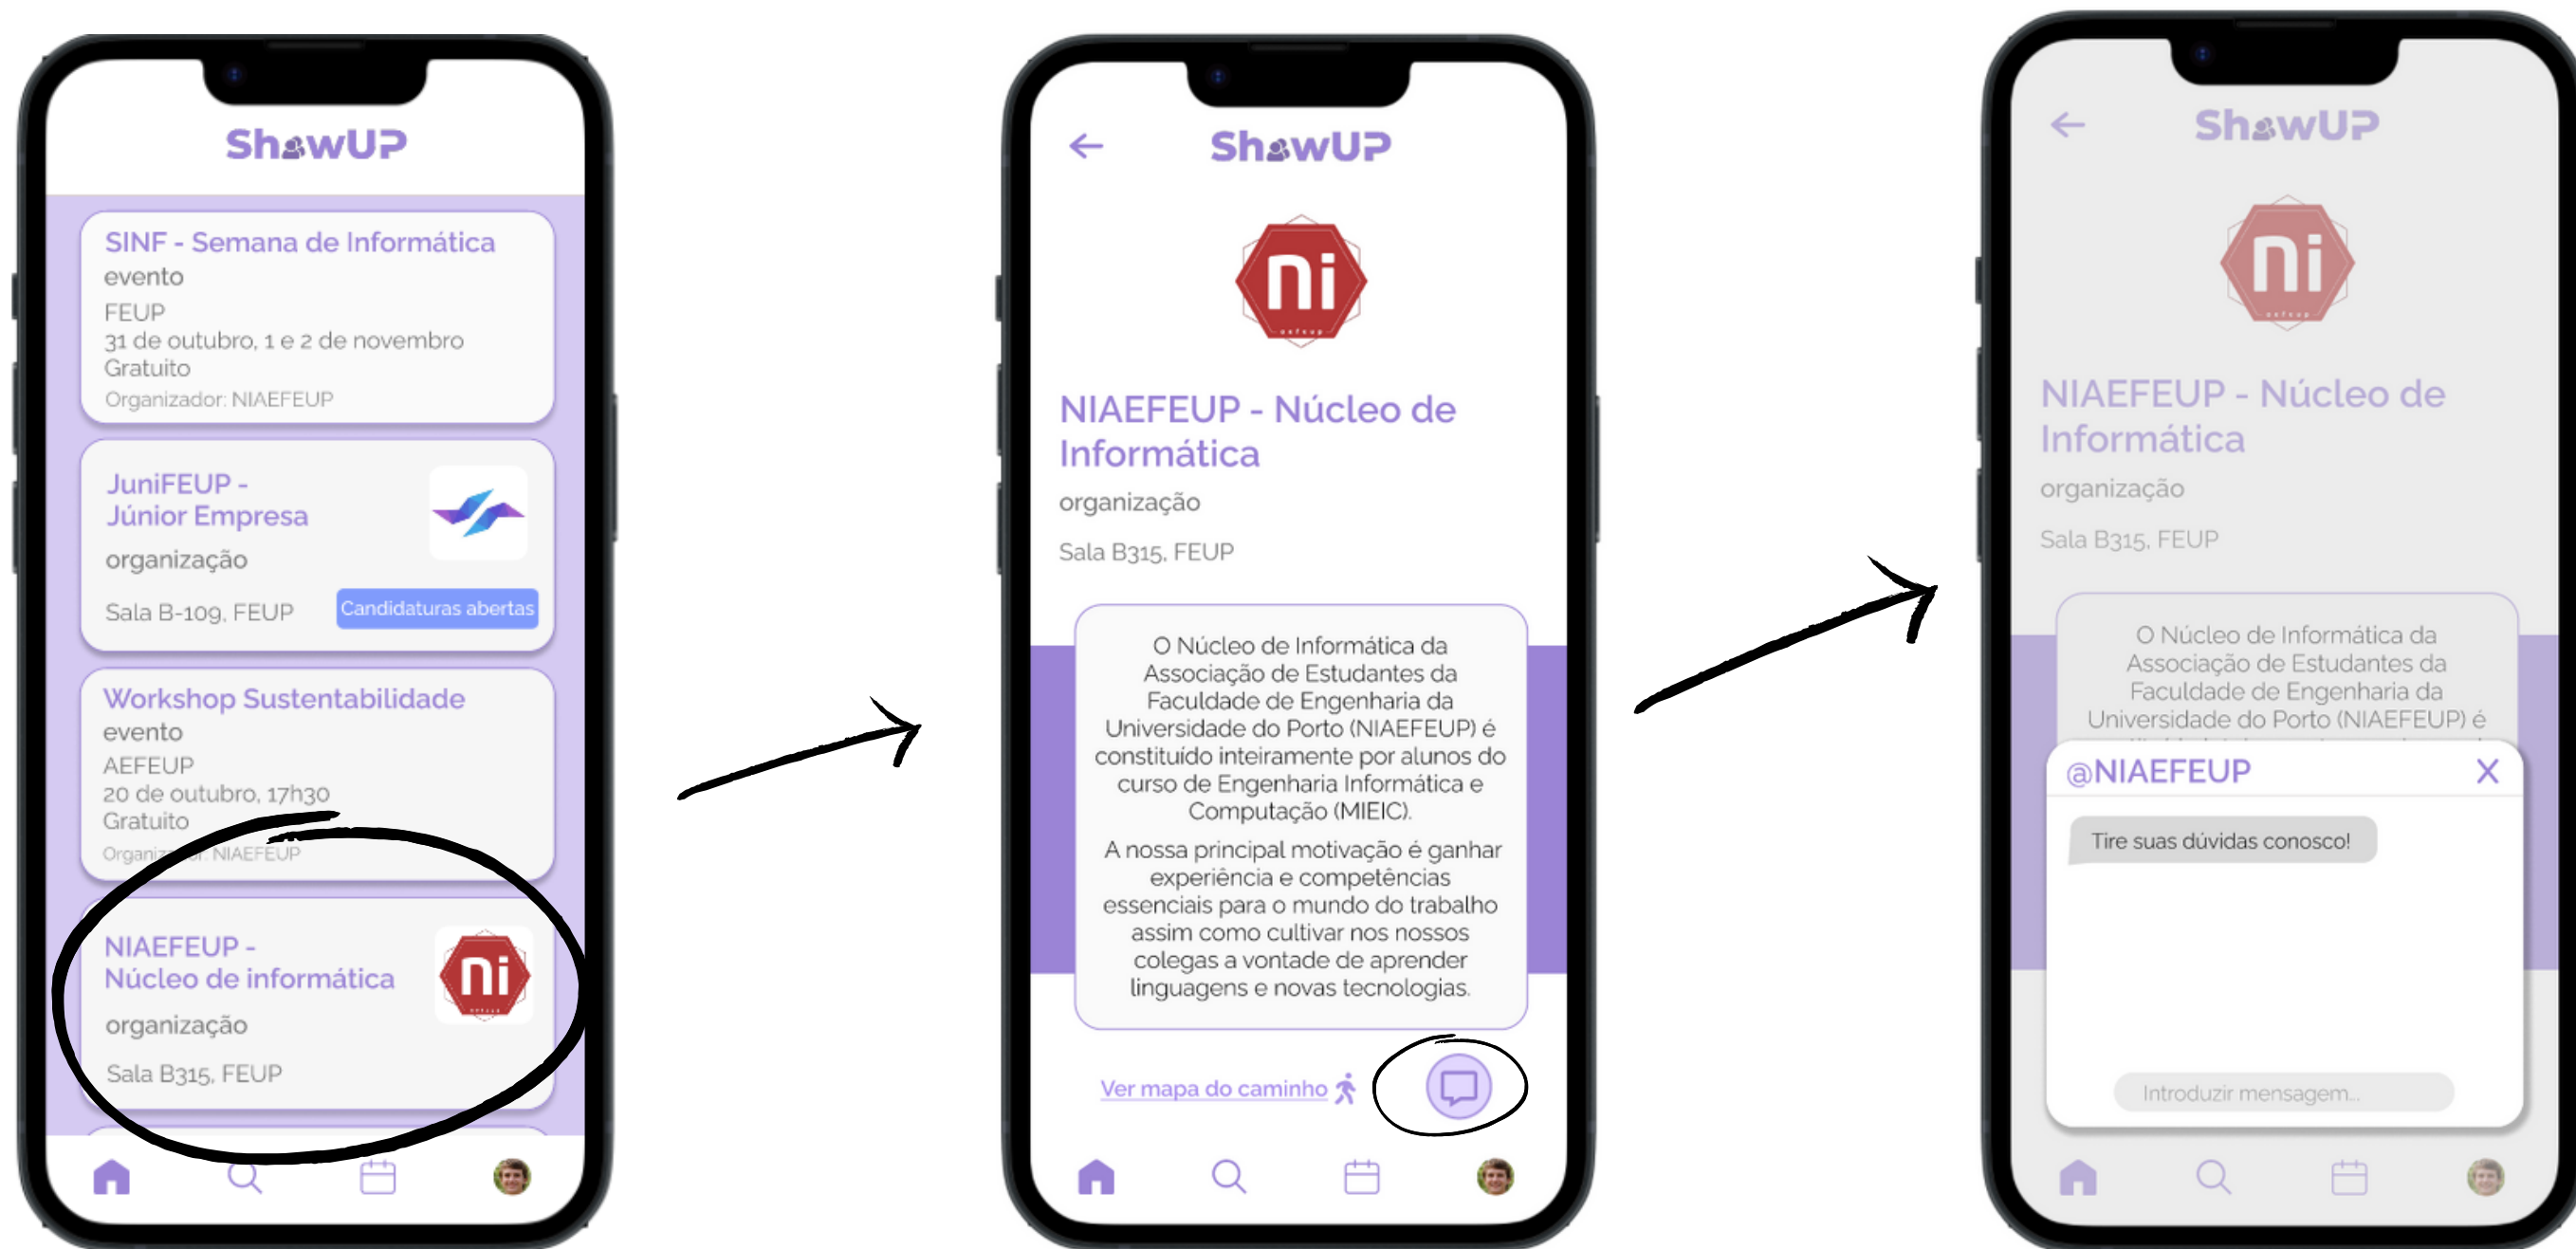 ShowUP
SINF - Semana de Informática
evento
FEUP
31 de outubro, 1 e 2 de novembro
Gratuito
Organizador: NIAEFEUP
JuniFEUP -
Júnior Empresa
organização
Sala B-109, FEUP
Candidaturas abertas
Workshop Sustentabilidade
evento
AEFEUP
20 de outubro, 17h30
Gratuito
Organizador: NIAEFEUP
NIAEFEUP -
Núcleo de informática
ni
organização
Sala B315, FEUP
ShowUP
ni
aefeup
NIAEFEUP - Núcleo de
Informática
organização
Sala B315, FEUP
O Núcleo de Informática da
Associação de Estudantes da
Faculdade de Engenharia da
Universidade do Porto (NIAEFEUP) é
constituído inteiramente por alunos do
curso de Engenharia Informática e
Computação (MIEIC).
A nossa principal motivação é ganhar
experiência e competências
essenciais para o mundo do trabalho
assim como cultivar nos nossos
colegas a vontade de aprender
linguagens e novas tecnologias.
Ver mapa do caminho
ShowUP
ni
aefeup
NIAEFEUP - Núcleo de
Informática
organização
Sala B315, FEUP
O Núcleo de Informática da
Associação de Estudantes da
Faculdade de Engenharia da
Universidade do Porto (NIAEFEUP) é
@NIAEFEUP
X
Tire suas dúvidas conosco!
Introduzir mensagem...